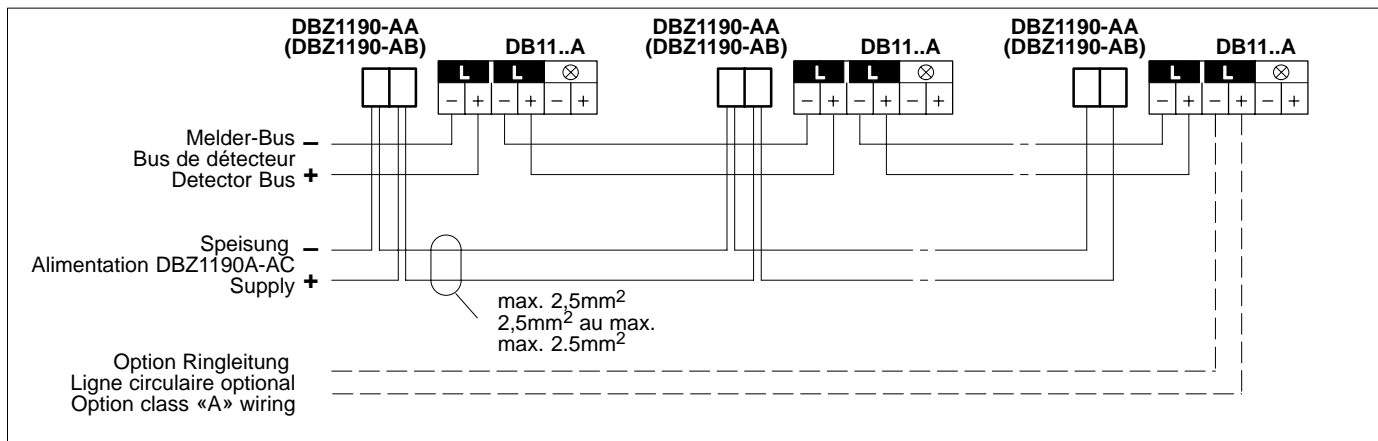 DBZ1190-AA
(DBZ1190-AB)
DB11..A
DBZ1190-AA
(DBZ1190-AB)
DB11..A
DBZ1190-AA
(DBZ1190-AB)
DB11..A
L L ⊗
− + − + − +
L L ⊗
− + − + − +
L L ⊗
− + − + − +
Melder-Bus −
Bus de détecteur
Detector Bus +
Speisung −
Alimentation DBZ1190A-AC
Supply +
max. 2,5mm²
2,5mm² au max.
max. 2.5mm²
Option Ringleitung
Ligne circulaire optional
Option class «A» wiring